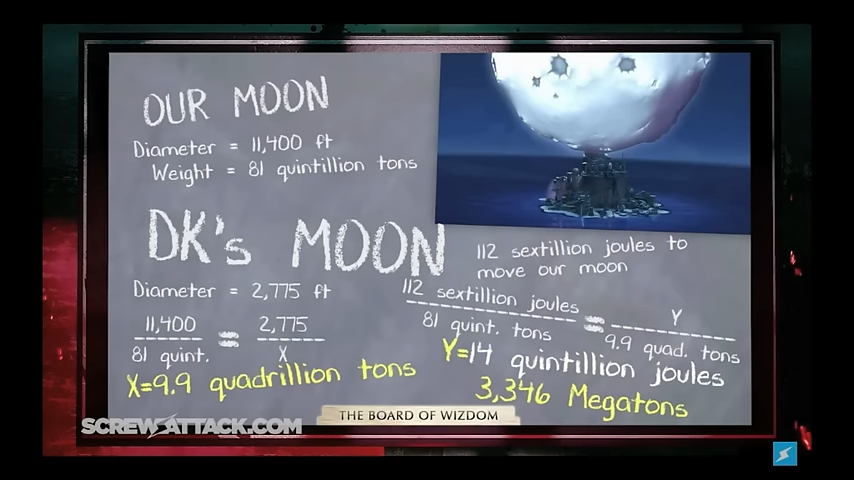 OUR MOON
Diameter = 11,400 ft
Weight = 81 quintillion tons
DK's MOON
Diameter = 2,775 ft
11,400 = 2,775
81 quint. X
X=9.9 quadrillion tons
112 sextillion joules to
move our moon
112 sextillion joules = Y
81 quint. tons 9.9 quad. tons
Y=14 quintillion joules
3,346 Megatons
THE BOARD OF WIZDOM
SCREWATTACK.COM